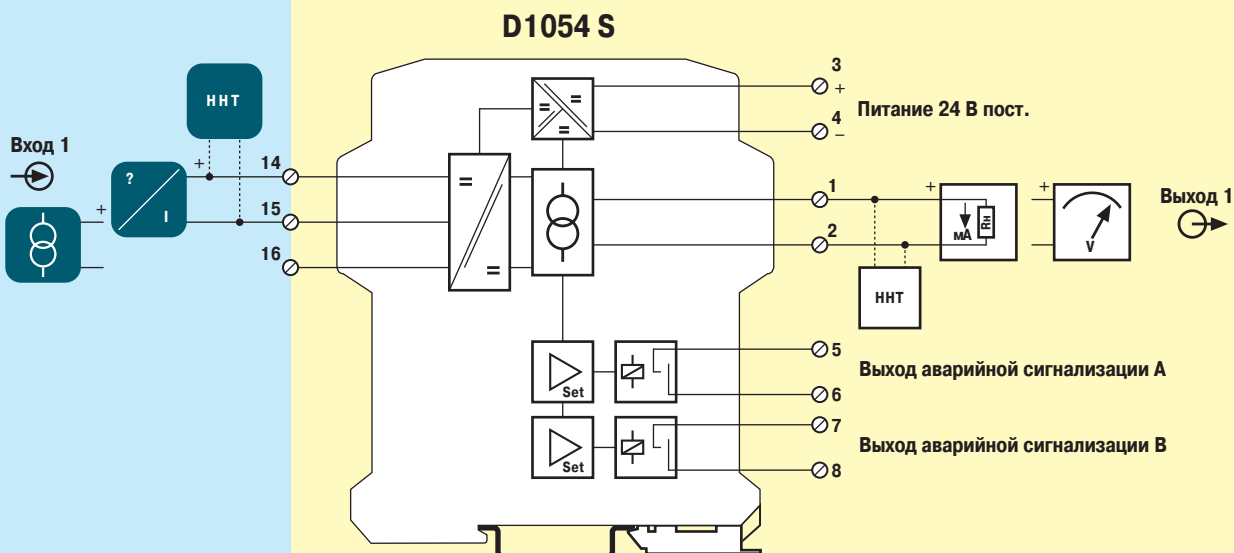 D1054 S
ННТ
Вход 1
+
?
I
+
14
15
16
3
+
4
–
Питание 24 В пост.
=
=
=
=
=
1
2
+
мА
Rн
+
V
Выход 1
ННТ
Set
5
6
Выход аварийной сигнализации А
Set
7
8
Выход аварийной сигнализации В